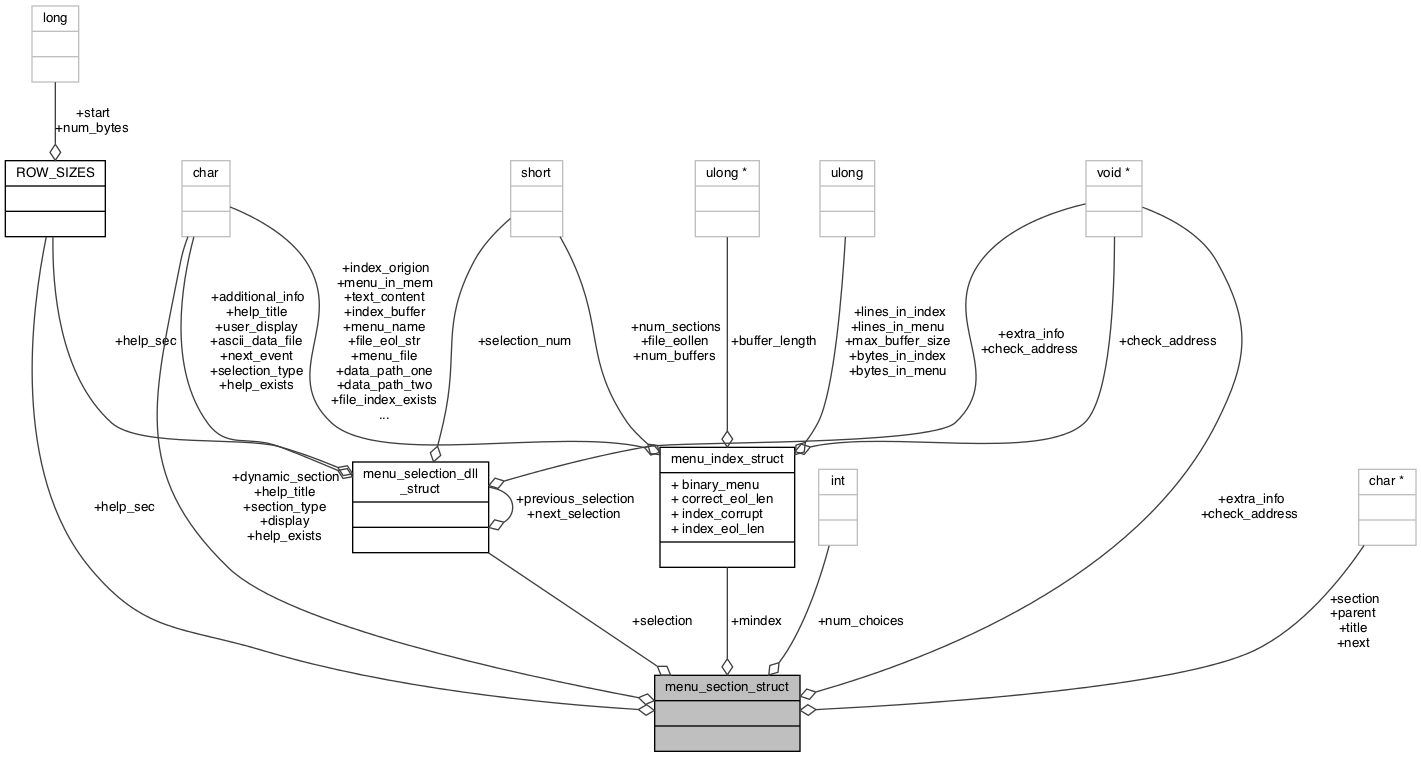 long
+start
+num_bytes
ROW_SIZES
char
short
ulong *
ulong
void *
+help_sec
+additional_info
+help_title
+user_display
+ascii_data_file
+next_event
+selection_type
+help_exists
+index_origion
+menu_in_mem
+text_content
+index_buffer
+menu_name
+file_eol_str
+menu_file
+data_path_one
+data_path_two
+file_index_exists
...
+selection_num
+num_sections
+file_eollen
+num_buffers
+buffer_length
+lines_in_index
+lines_in_menu
+max_buffer_size
+bytes_in_index
+bytes_in_menu
+extra_info
+check_address
+check_address
menu_selection_dll
_struct
+previous_selection
+next_selection
menu_index_struct
+ binary_menu
+ correct_eol_len
+ index_corrupt
+ index_eol_len
int
char *
+help_sec
+dynamic_section
+help_title
+section_type
+display
+help_exists
+extra_info
+check_address
+selection
+mindex
+num_choices
+section
+parent
+title
+next
menu_section_struct